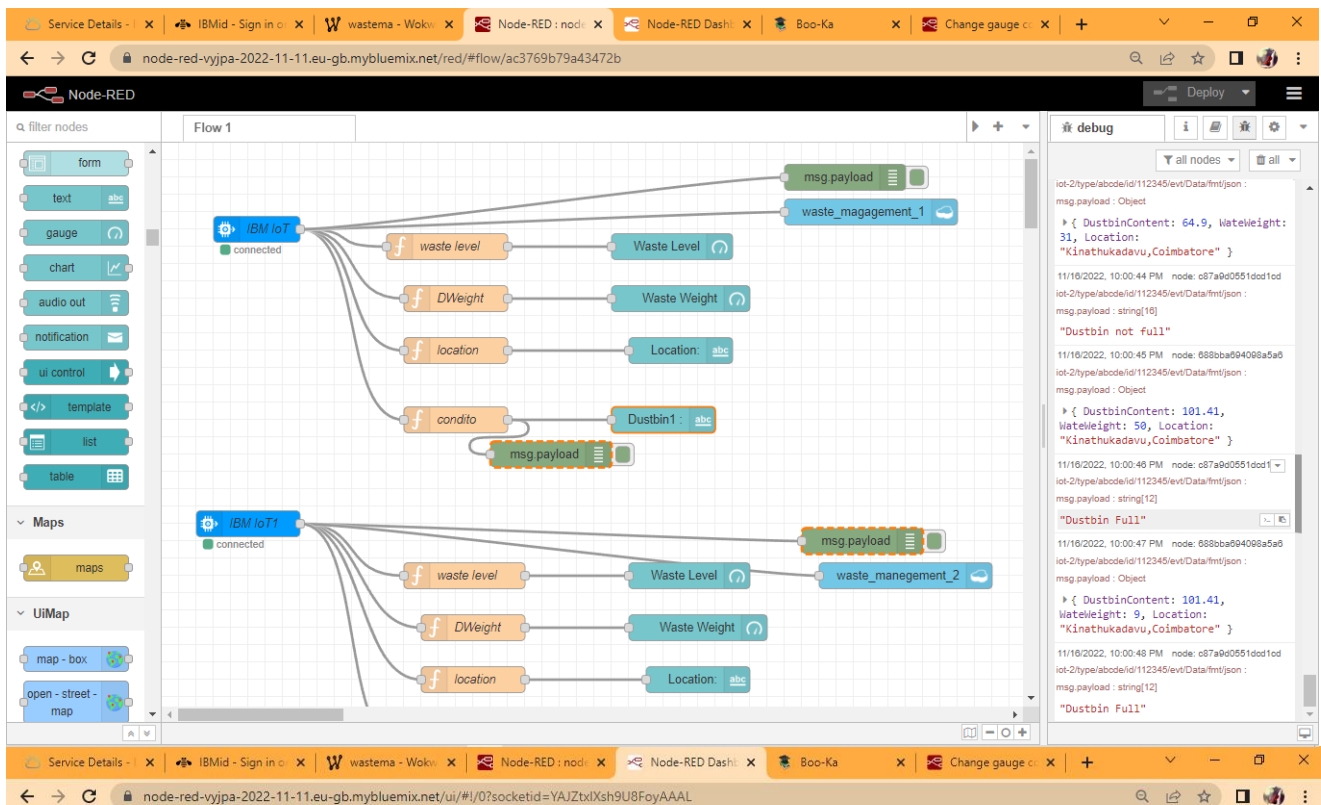 Service Details - I
IBMid - Sign in o
wastema - Wokw
Node-RED : node
Node-RED Dashb
Boo-Ka
Change gauge co
node-red-vyjpa-2022-11-11.eu-gb.mybluemix.net/red/#flow/ac3769b79a43472b
Node-RED
Deploy
filter nodes
form
text
abc
gauge
chart
audio out
notification
ui control
</> template
list
table
Maps
maps
UiMap
map - box
open - street -
map
Flow 1
msg.payload
waste_magagement_1
IBM IoT
connected
waste level
Waste Level
DWeight
Waste Weight
location
Location: abc
condito
Dustbin1 : abc
msg.payload
IBM IoT1
connected
msg.payload
waste level
Waste Level
waste_manegement_2
DWeight
Waste Weight
location
Location: abc
debug
i
all nodes
all
iot-2/type/abcde/id/112345/evt/Data/fmt/json :
msg.payload : Object
{ DustbinContent: 64.9, WateWeight:
31, Location:
"Kinathukadavu,Coimbatore" }
11/16/2022, 10:00:44 PM node: c87a9d0551dcd1cd
iot-2/type/abcde/id/112345/evt/Data/fmt/json :
msg.payload : string[16]
"Dustbin not full"
11/16/2022, 10:00:45 PM node: 688bba694098a5a6
iot-2/type/abcde/id/112345/evt/Data/fmt/json :
msg.payload : Object
{ DustbinContent: 101.41,
WateWeight: 50, Location:
"Kinathukadavu,Coimbatore" }
11/16/2022, 10:00:46 PM node: c87a9d0551dcd1
iot-2/type/abcde/id/112345/evt/Data/fmt/json :
msg.payload : string[12]
"Dustbin Full"
11/16/2022, 10:00:47 PM node: 688bba694098a5a6
iot-2/type/abcde/id/112345/evt/Data/fmt/json :
msg.payload : Object
{ DustbinContent: 101.41,
WateWeight: 9, Location:
"Kinathukadavu,Coimbatore" }
11/16/2022, 10:00:48 PM node: c87a9d0551dcd1cd
iot-2/type/abcde/id/112345/evt/Data/fmt/json :
msg.payload : string[12]
"Dustbin Full"
Service Details - I
IBMid - Sign in o
wastema - Wokw
Node-RED : node
Node-RED Dashb
Boo-Ka
Change gauge co
node-red-vyjpa-2022-11-11.eu-gb.mybluemix.net/ui/#!/0?socketid=YAJZtxlXsh9U8FoyAAAL